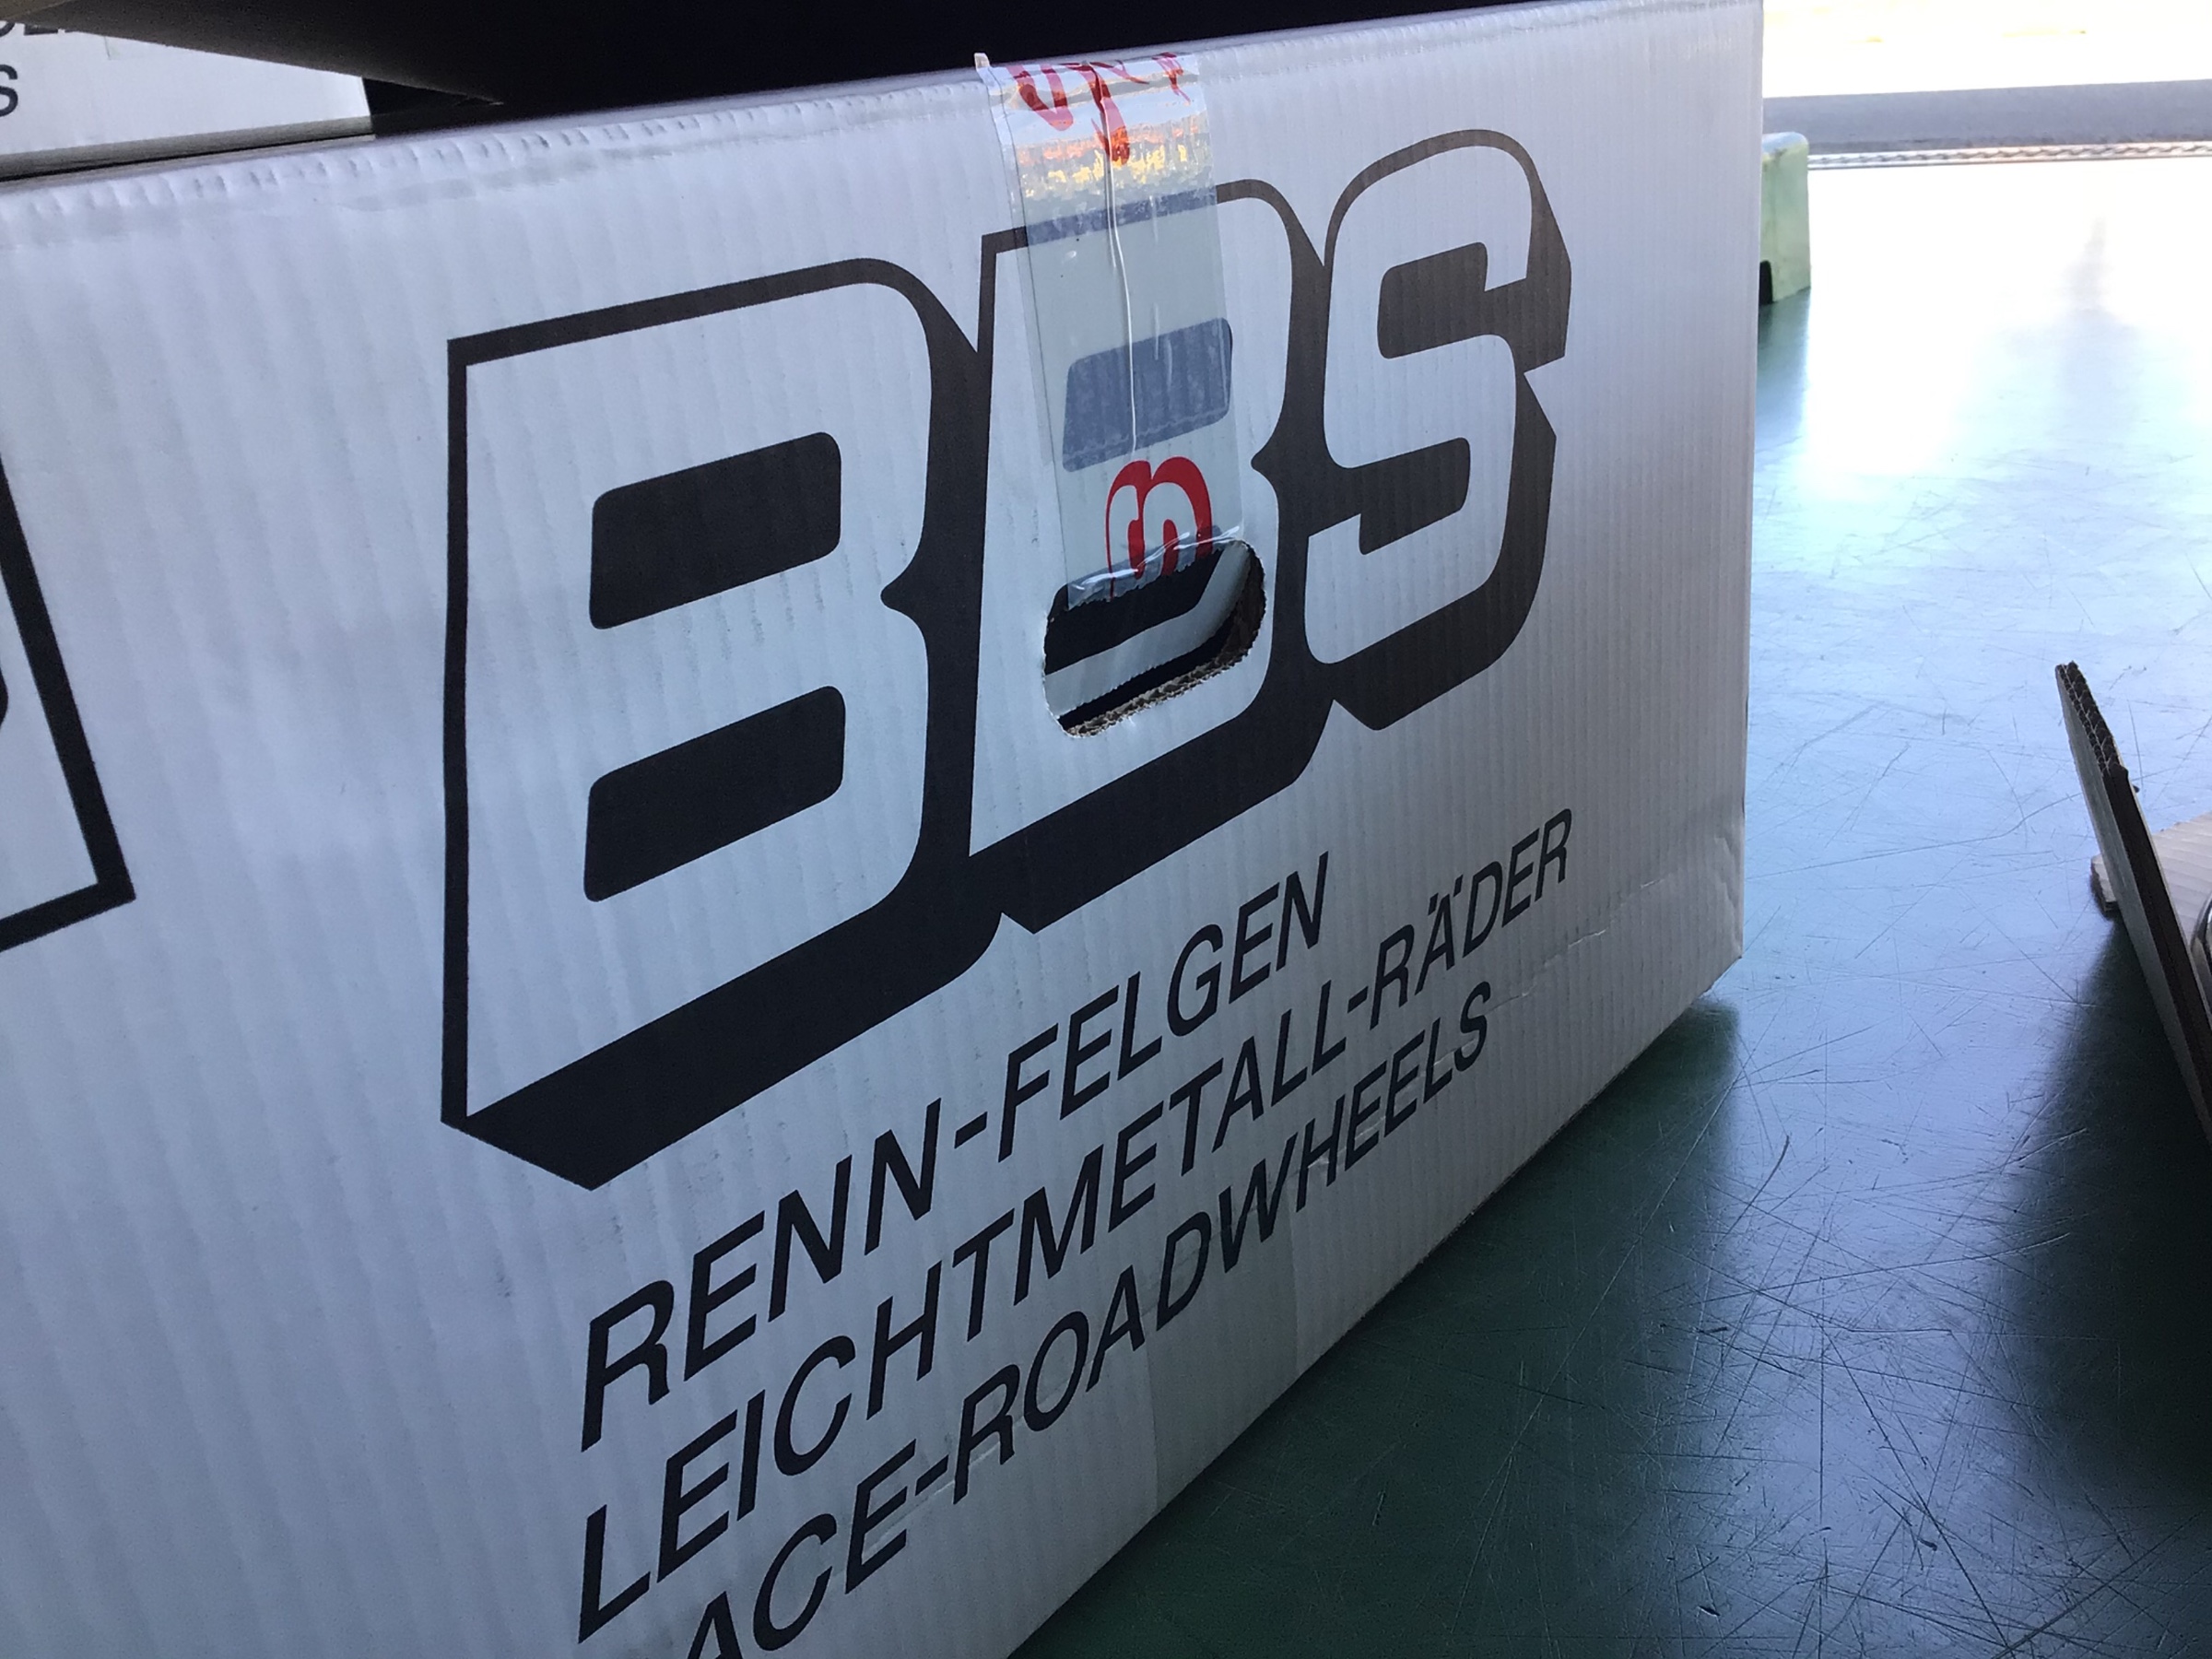 BBS
RENN-FELGEN
LEICHTMETALL-RÄDER
ACE-ROADWHEELS